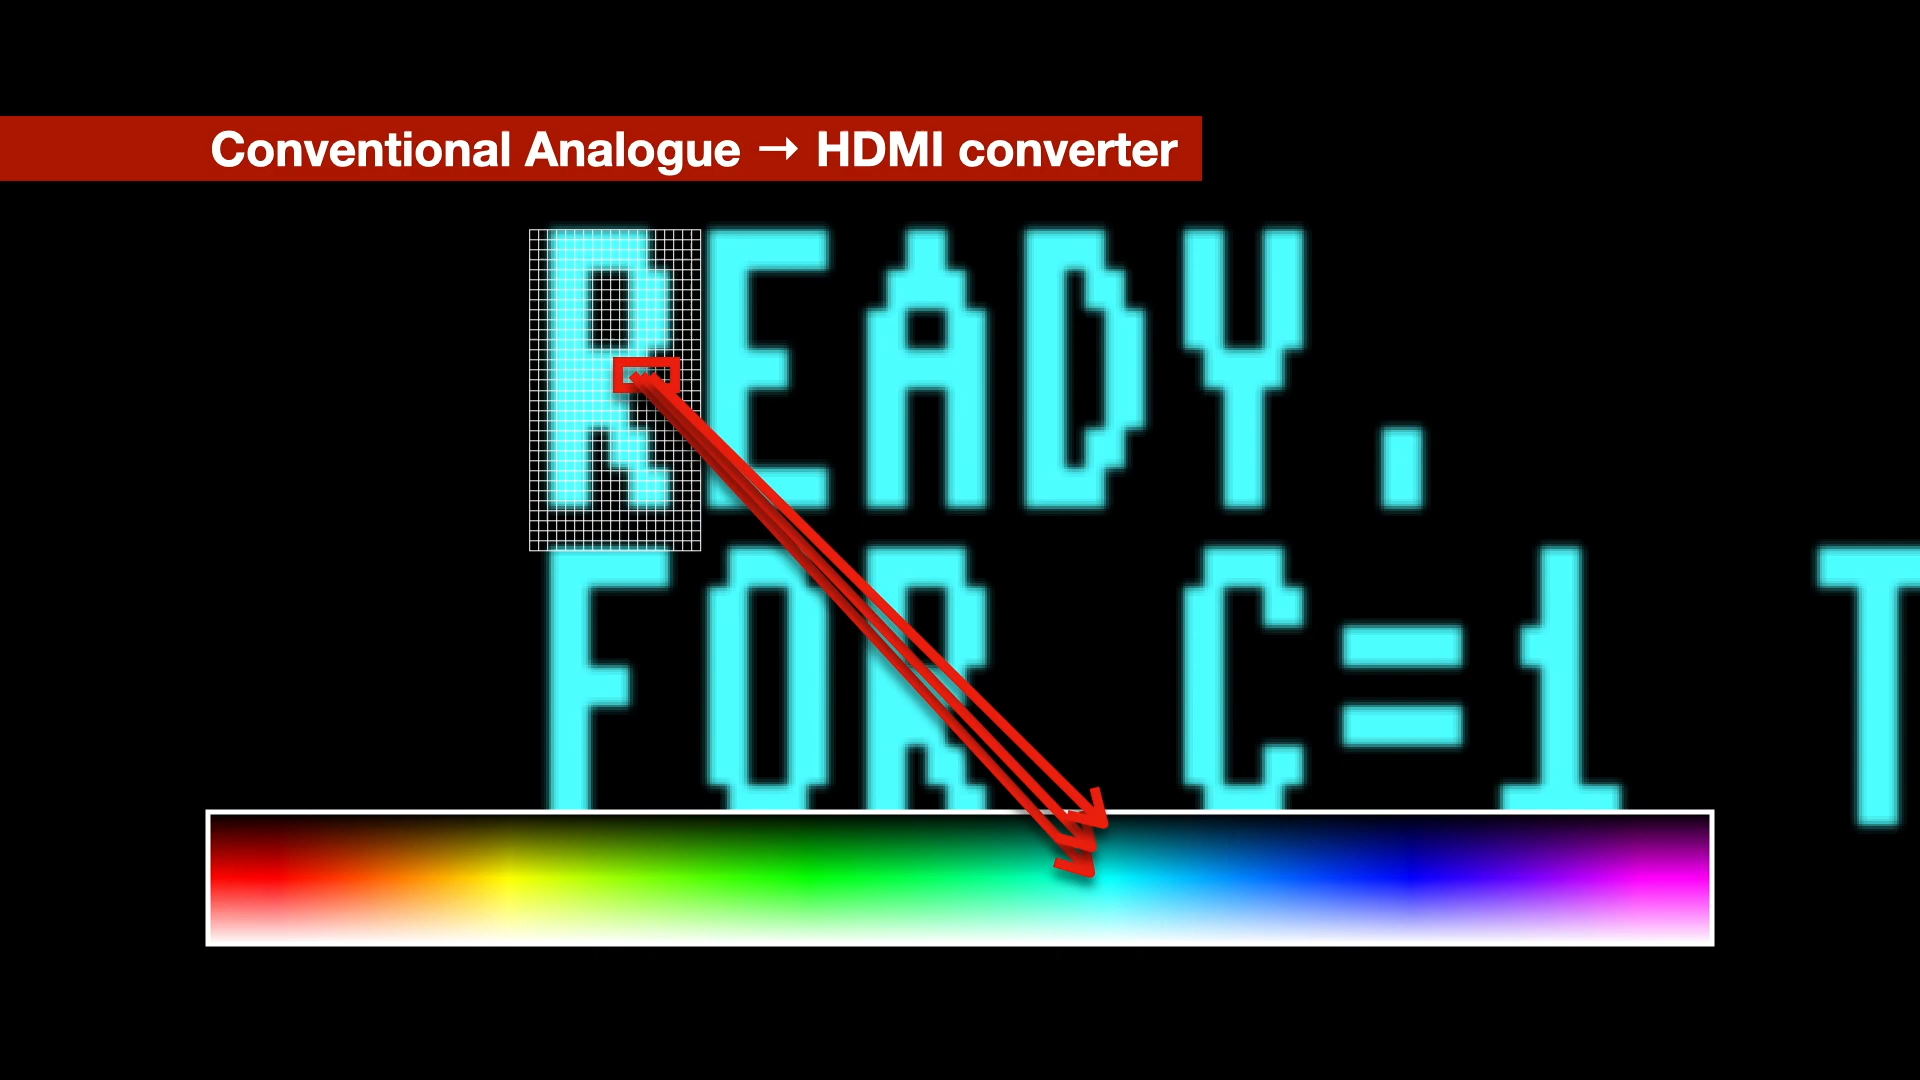 Conventional Analogue → HDMI converter
READY.
FOR C=1 T